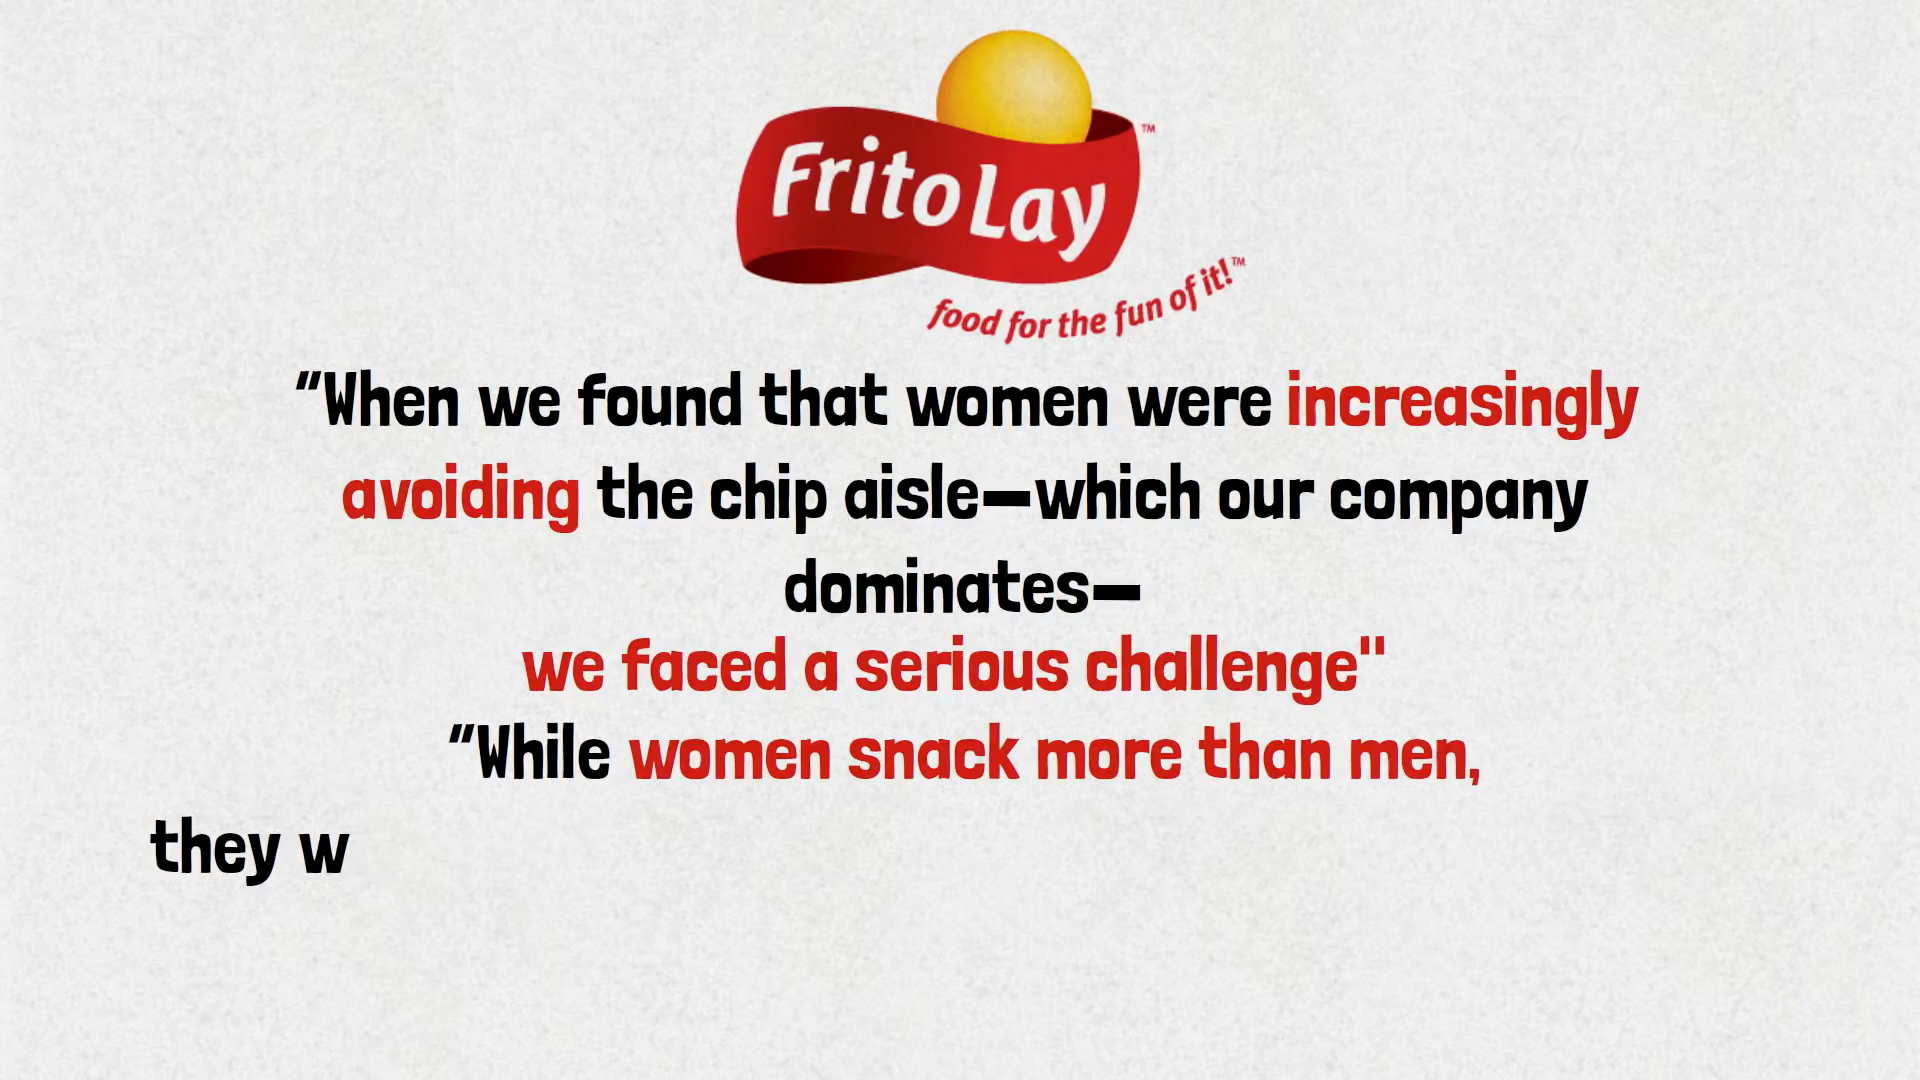 FritoLay ™
food for the fun of it!™
“When we found that women were increasingly
avoiding the chip aisle—which our company
dominates—
we faced a serious challenge"
“While women snack more than men,
they w